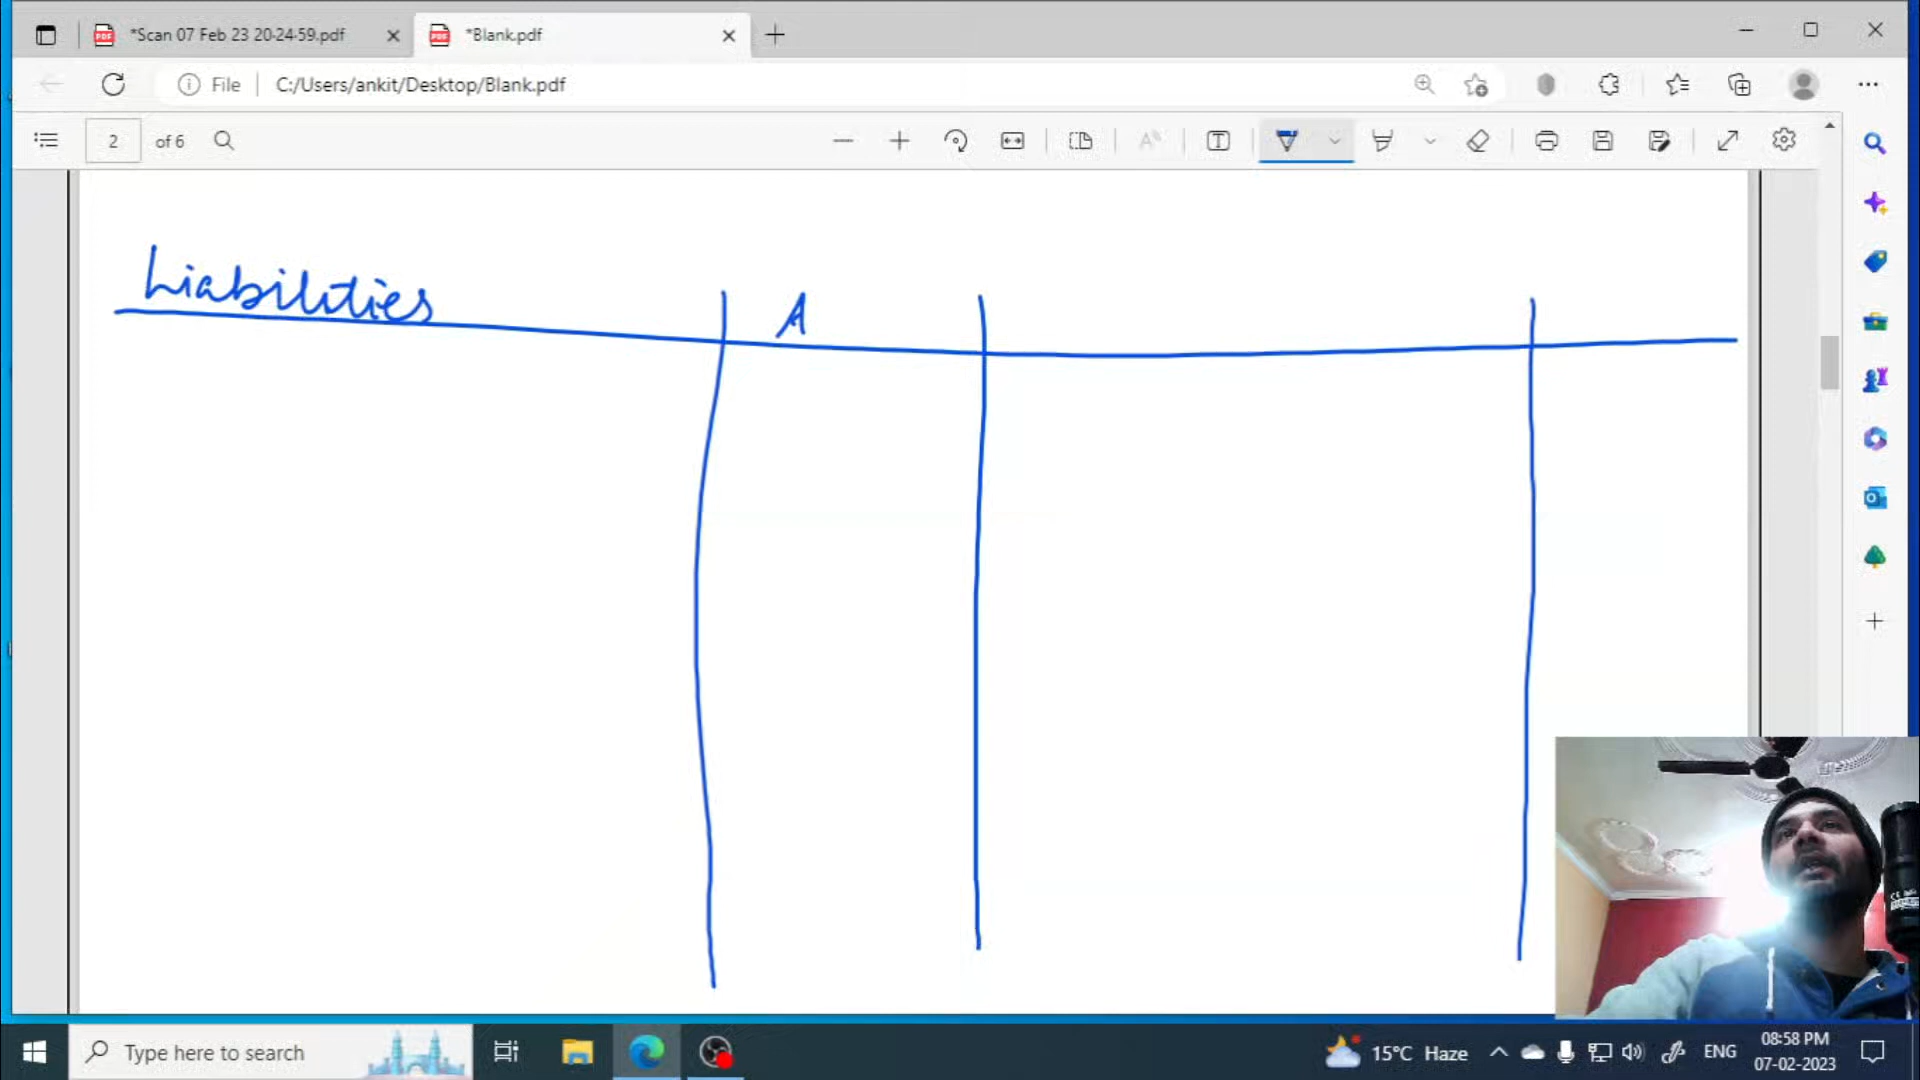 *Scan 07 Feb 23 20-24-59.pdf
*Blank.pdf
File
C:/Users/ankit/Desktop/Blank.pdf
2 of 6
Liabilities A
Type here to search
15°C Haze
ENG
08:58 PM
07-02-2023